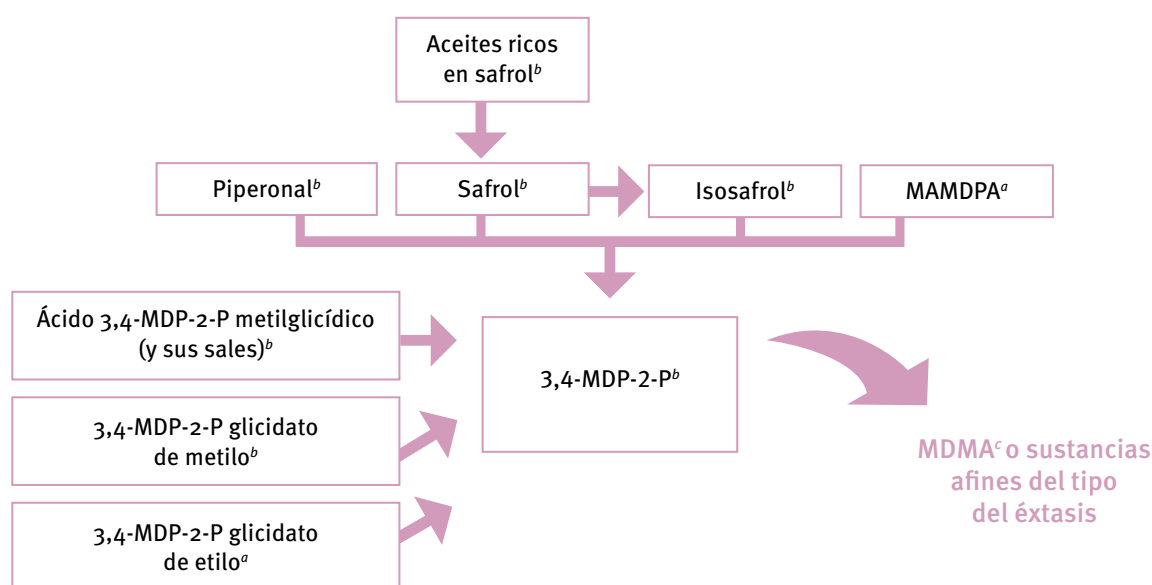 Aceites ricos
en safrolᵇ
Piperonalᵇ
Safrolᵇ
Isosafrolᵇ
MAMDPAᵃ
Ácido 3,4-MDP-2-P metilglicídico
(y sus sales)ᵇ
3,4-MDP-2-P glicidato
de metiloᵇ
3,4-MDP-2-P glicidato
de etiloᵃ
3,4-MDP-2-Pᵇ
MDMAᶜ o sustancias
afines del tipo
del éxtasis